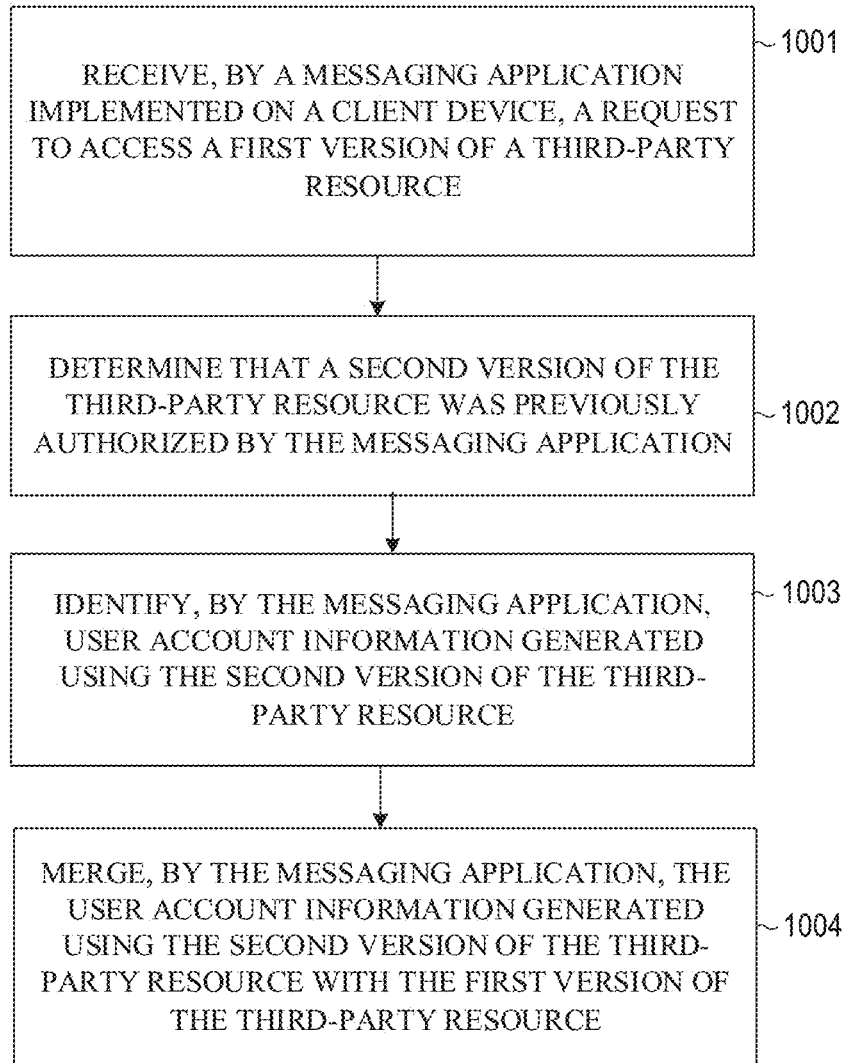 RECEIVE, BY A MESSAGING APPLICATION
IMPLEMENTED ON A CLIENT DEVICE, A REQUEST
TO ACCESS A FIRST VERSION OF A THIRD-PARTY
RESOURCE
1001
DETERMINE THAT A SECOND VERSION OF THE
THIRD-PARTY RESOURCE WAS PREVIOUSLY
AUTHORIZED BY THE MESSAGING APPLICATION
1002
IDENTIFY, BY THE MESSAGING APPLICATION,
USER ACCOUNT INFORMATION GENERATED
USING THE SECOND VERSION OF THE THIRD-
PARTY RESOURCE
1003
MERGE, BY THE MESSAGING APPLICATION, THE
USER ACCOUNT INFORMATION GENERATED
USING THE SECOND VERSION OF THE THIRD-
PARTY RESOURCE WITH THE FIRST VERSION OF
THE THIRD-PARTY RESOURCE
1004